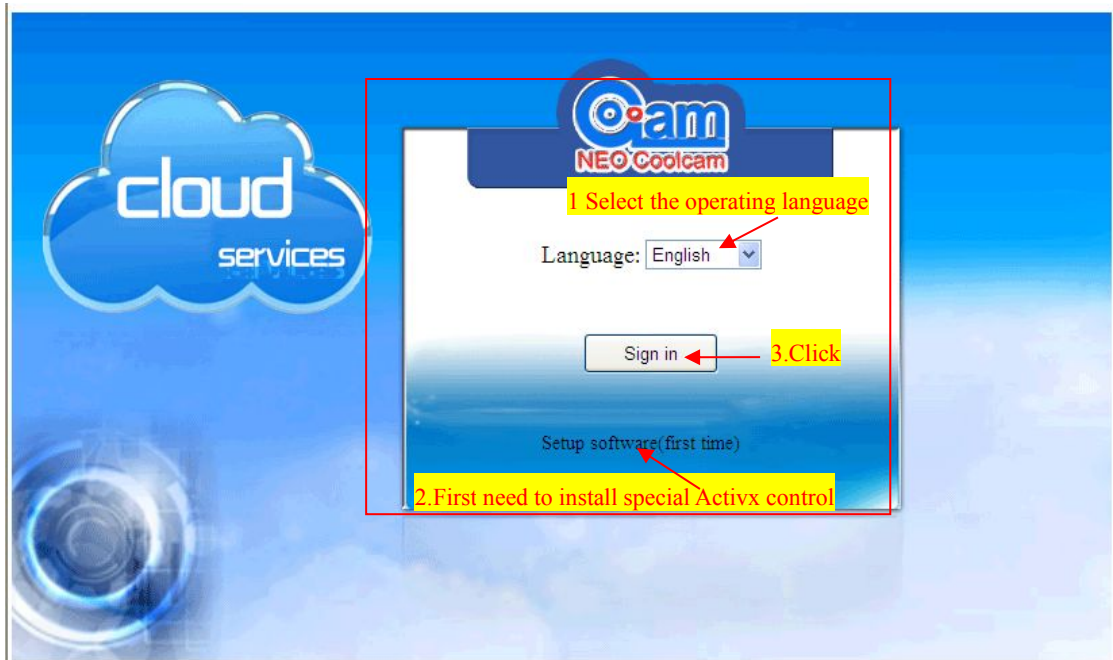 cloud
services
Cam
NEO Coolcam
1 Select the operating language
Language: English
Sign in
3.Click
Setup software(first time)
2.First need to install special Activx control